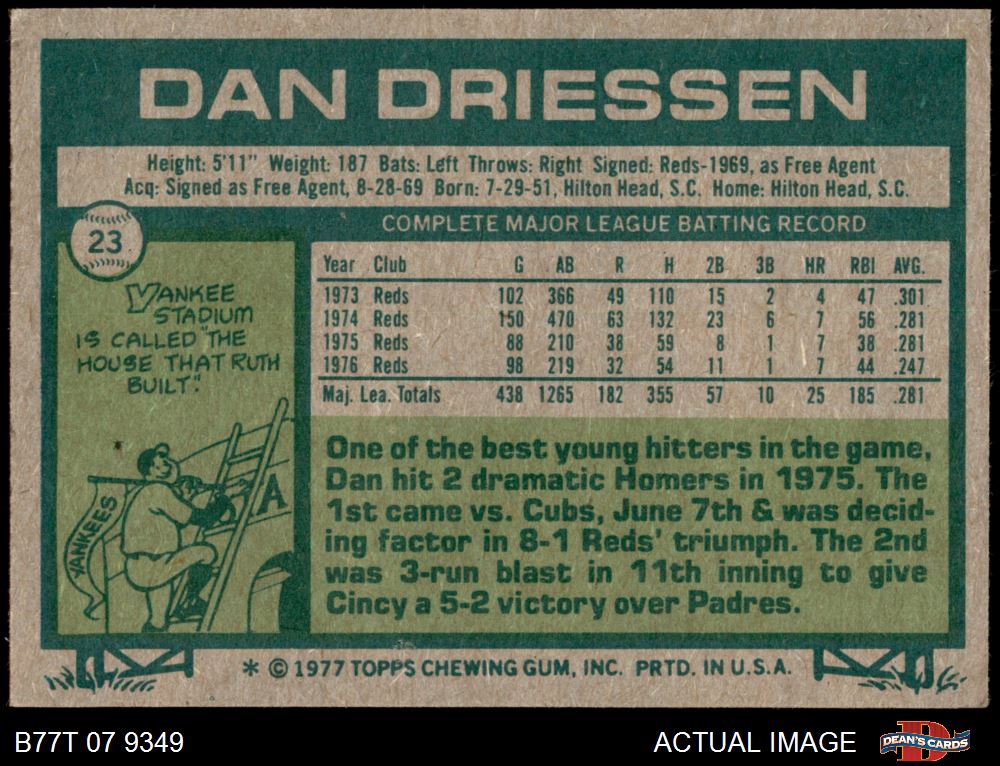 DAN DRIESSEN
Height: 5'11" Weight: 187 Bats: Left Throws: Right Signed: Reds-1969, as Free Agent
Acq: Signed as Free Agent, 8-28-69 Born: 7-29-51, Hilton Head, S.C. Home: Hilton Head, S.C.
23
COMPLETE MAJOR LEAGUE BATTING RECORD
Year Club G AB R H 2B 3B HR RBI AVG.
1973 Reds 102 366 49 110 15 2 4 47 .301
1974 Reds 150 470 63 132 23 6 7 56 .281
1975 Reds 88 210 38 59 8 1 7 38 .281
1976 Reds 98 219 32 54 11 1 7 44 .247
Maj. Lea. Totals 438 1265 182 355 57 10 25 185 .281
YANKEE
STADIUM
IS CALLED "THE
HOUSE THAT RUTH
BUILT".
YANKEES
A
One of the best young hitters in the game,
Dan hit 2 dramatic Homers in 1975. The
1st came vs. Cubs, June 7th & was decid-
ing factor in 8-1 Reds' triumph. The 2nd
was 3-run blast in 11th inning to give
Cincy a 5-2 victory over Padres.
* © 1977 TOPPS CHEWING GUM, INC. PRTD. IN U.S.A.
B77T 07 9349
ACTUAL IMAGE
DEAN'S CARDS